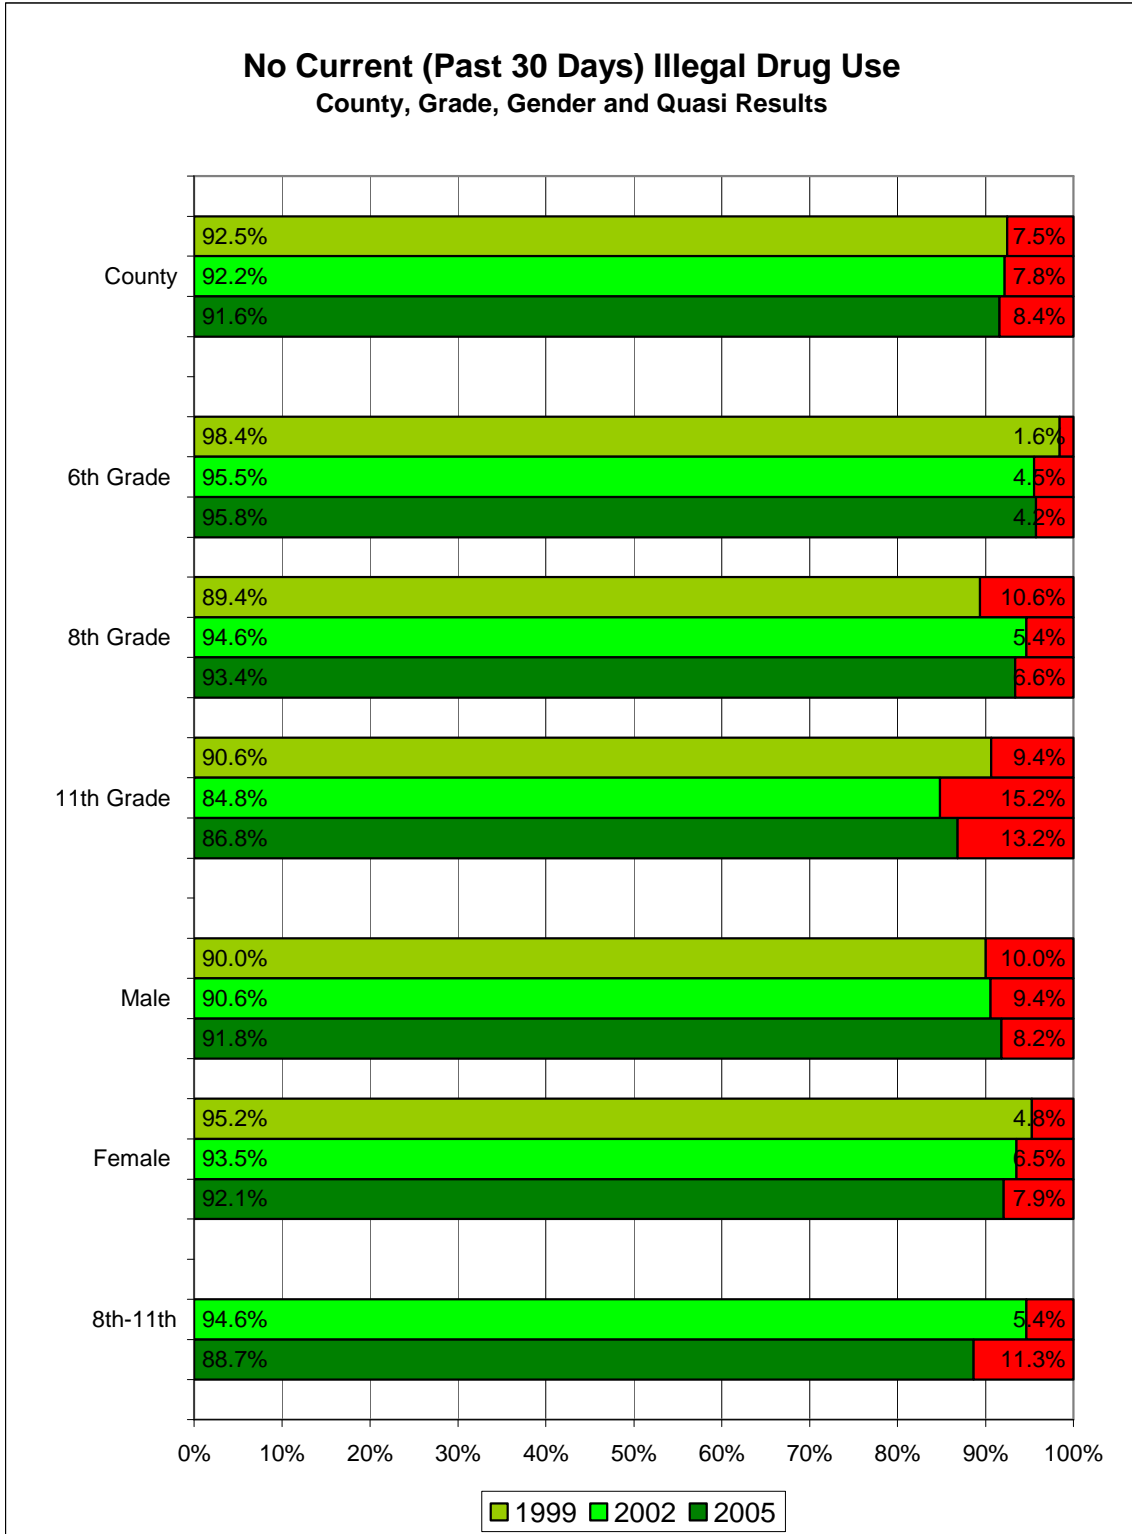 No Current (Past 30 Days) Illegal Drug Use
County, Grade, Gender and Quasi Results
92.5% 7.5%
County 92.2% 7.8%
91.6% 8.4%
98.4% 1.6%
6th Grade 95.5% 4.5%
95.8% 4.2%
89.4% 10.6%
8th Grade 94.6% 5.4%
93.4% 6.6%
90.6% 9.4%
11th Grade 84.8% 15.2%
86.8% 13.2%
90.0% 10.0%
Male 90.6% 9.4%
91.8% 8.2%
95.2% 4.8%
Female 93.5% 6.5%
92.1% 7.9%
8th-11th 94.6% 5.4%
88.7% 11.3%
0% 10% 20% 30% 40% 50% 60% 70% 80% 90% 100%
1999 2002 2005